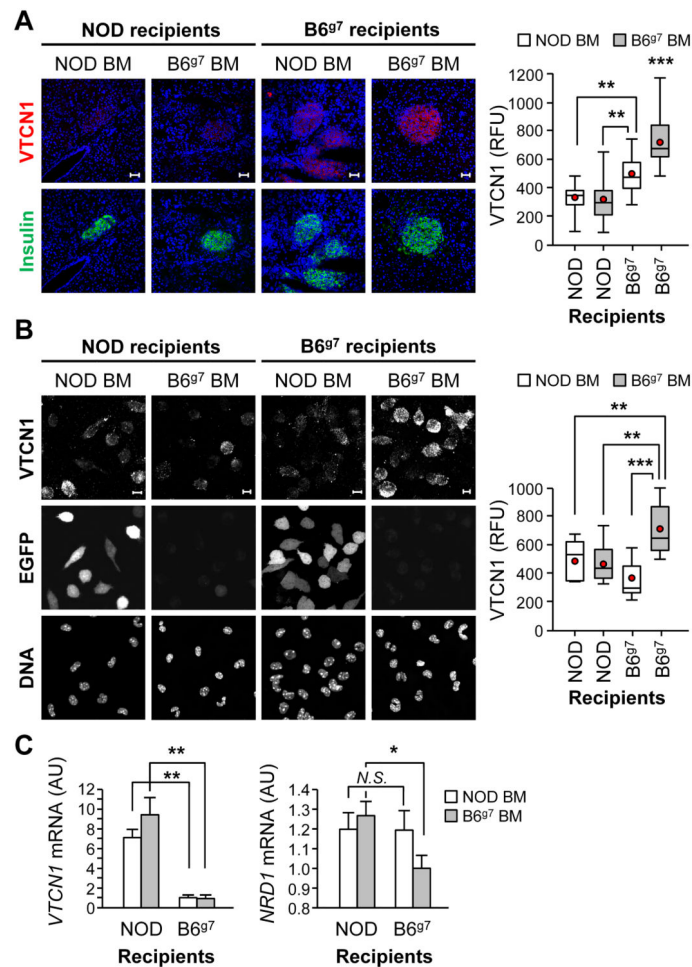 A
NOD recipients B6g7 recipients
NOD BM B6g7 BM NOD BM B6g7 BM
VTCN1
Insulin
NOD BM B6g7 BM
***
**
**
VTCN1 (RFU)
1200
1000
800
600
400
200
0
NOD NOD B6g7 B6g7
Recipients
B
NOD recipients B6g7 recipients
NOD BM B6g7 BM NOD BM B6g7 BM
VTCN1
EGFP
DNA
NOD BM B6g7 BM
**
**
***
VTCN1 (RFU)
1000
800
600
400
200
0
NOD NOD B6g7 B6g7
Recipients
C
VTCN1 mRNA (AU)
12
10
8
6
4
2
0
**
**
NOD B6g7
Recipients
NRD1 mRNA (AU)
1.4
1.3
1.2
1.1
1.0
0.9
0.8
*
N.S.
NOD B6g7
Recipients
NOD BM
B6g7 BM